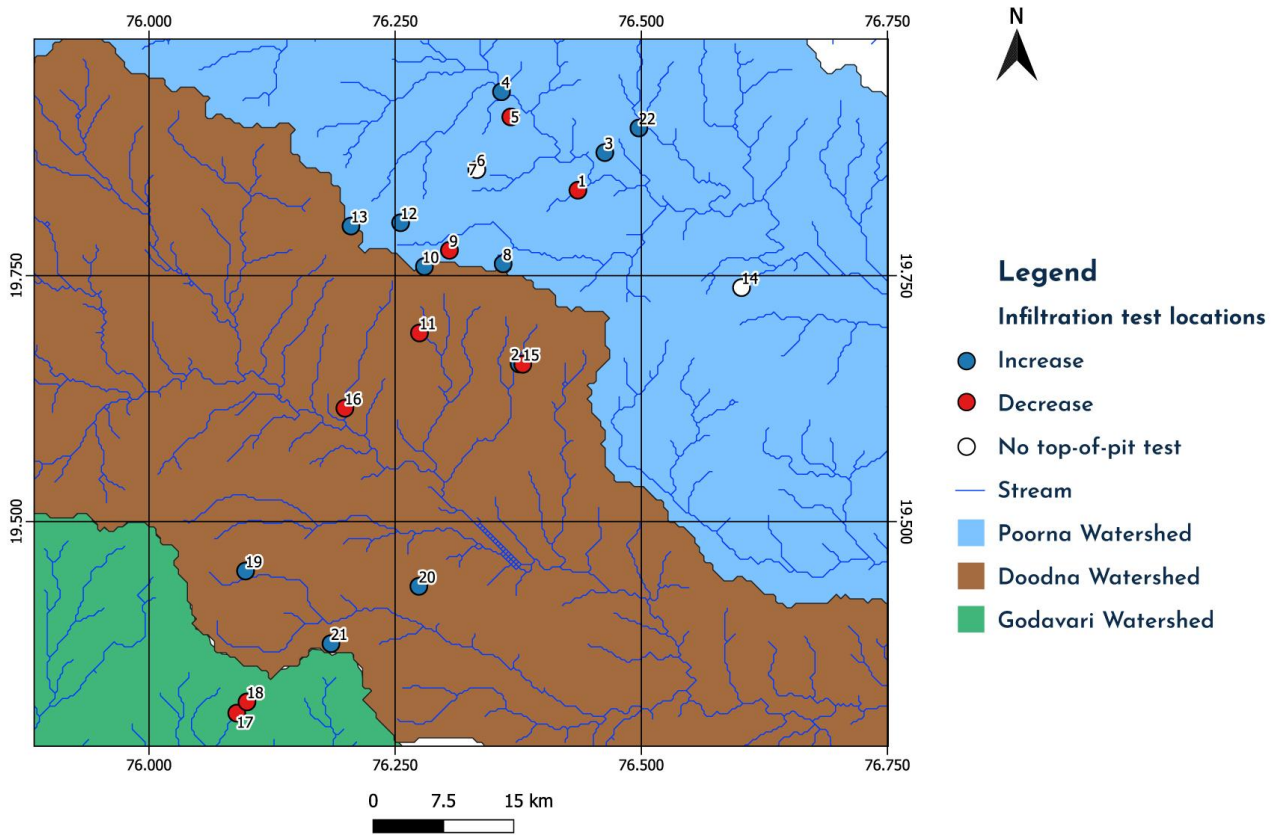 76.000 76.250 76.500 76.750
N
4
5
22
3
6
7
1
13
12
9
10
8
19.750
19.750
14
11
2 15
16
19.500
19.500
19
20
21
18
17
76.000 76.250 76.500 76.750
0 7.5 15 km
Legend
Infiltration test locations
Increase
Decrease
No top-of-pit test
Stream
Poorna Watershed
Doodna Watershed
Godavari Watershed